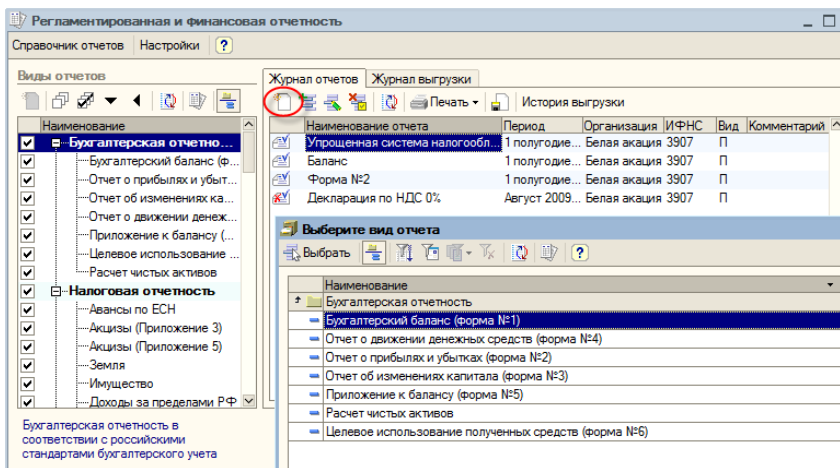 Регламентированная и финансовая отчетность
Справочник отчетов Настройки ?
Виды отчетов
Наименование
Бухгалтерская отчетно...
Бухгалтерский баланс (ф...
Отчет о прибылях и убыт...
Отчет об изменениях ка...
Отчет о движении денеж...
Приложение к балансу (...
Целевое использование ...
Расчет чистых активов
Налоговая отчетность
Авансы по ЕСН
Акцизы (Приложение 3)
Акцизы (Приложение 5)
Земля
Имущество
Доходы за пределами РФ
Бухгалтерская отчетность в
соответствии с российскими
стандартами бухгалтерского учета
Журнал отчетов Журнал выгрузки
Печать История выгрузки
Наименование отчета Период Организация ИФНС Вид Комментарий
Упрощенная система налогообл... 1 полугодие... Белая акация 3907 П
Баланс 1 полугодие... Белая акация 3907 П
Форма №2 1 полугодие... Белая акация 3907 П
Декларация по НДС 0% Август 2009... Белая акация 3907 П
Выберите вид отчета
Выбрать ?
Наименование
Бухгалтерская отчетность
Бухгалтерский баланс (форма №1)
Отчет о движении денежных средств (форма №4)
Отчет о прибылях и убытках (форма №2)
Отчет об изменениях капитала (форма №3)
Приложение к балансу (форма №5)
Расчет чистых активов
Целевое использование полученных средств (форма №6)